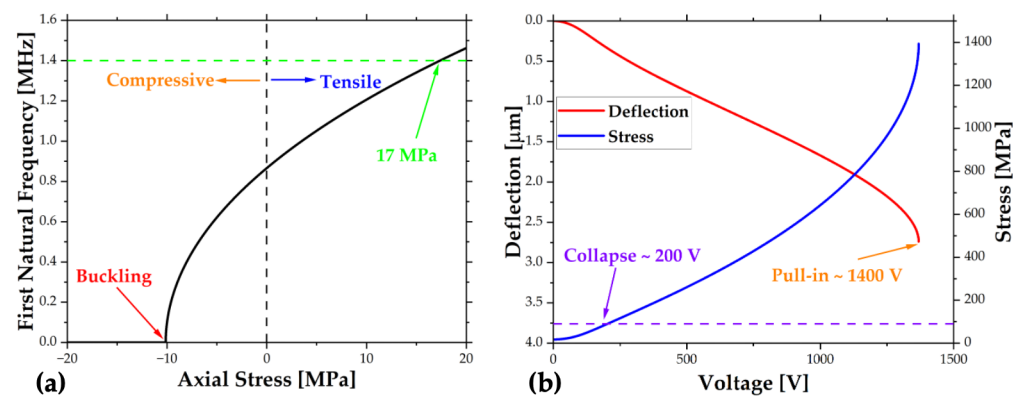 1.6
1.4
1.2
1.0
0.8
0.6
0.4
0.2
0.0
First Natural Frequency [MHz]
Compressive
Tensile
17 MPa
Buckling
−20
−10
0
10
20
Axial Stress [MPa]
(a)
0.0
0.5
1.0
1.5
2.0
2.5
3.0
3.5
4.0
Deflection [μm]
Deflection
Stress
Collapse ~ 200 V
Pull-in ~ 1400 V
1400
1200
1000
800
600
400
200
0
Stress [MPa]
0
500
1000
1500
Voltage [V]
(b)